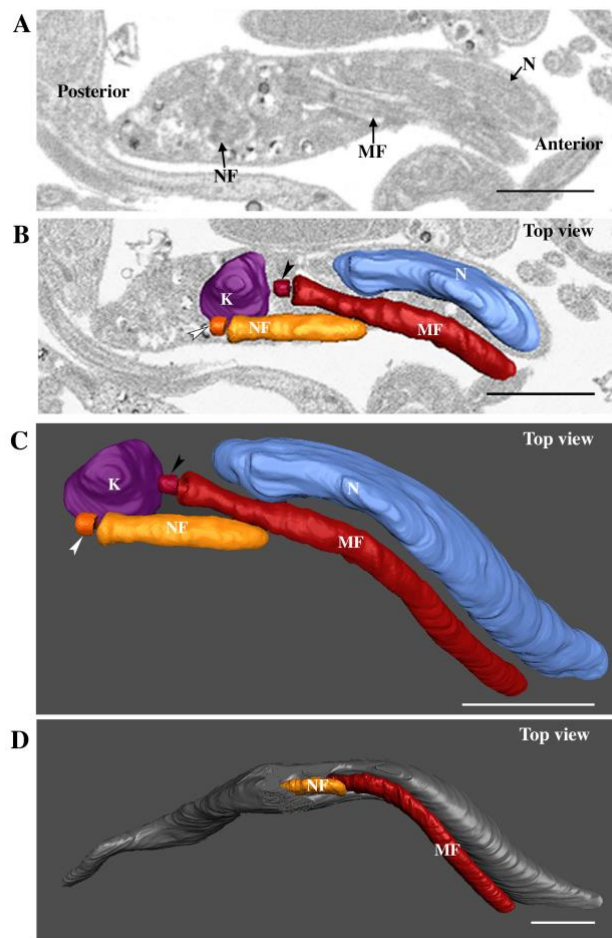 A
Posterior
N
NF
MF
Anterior
B
Top view
K
N
NF
MF
C
Top view
K
N
NF
MF
D
Top view
NF
MF